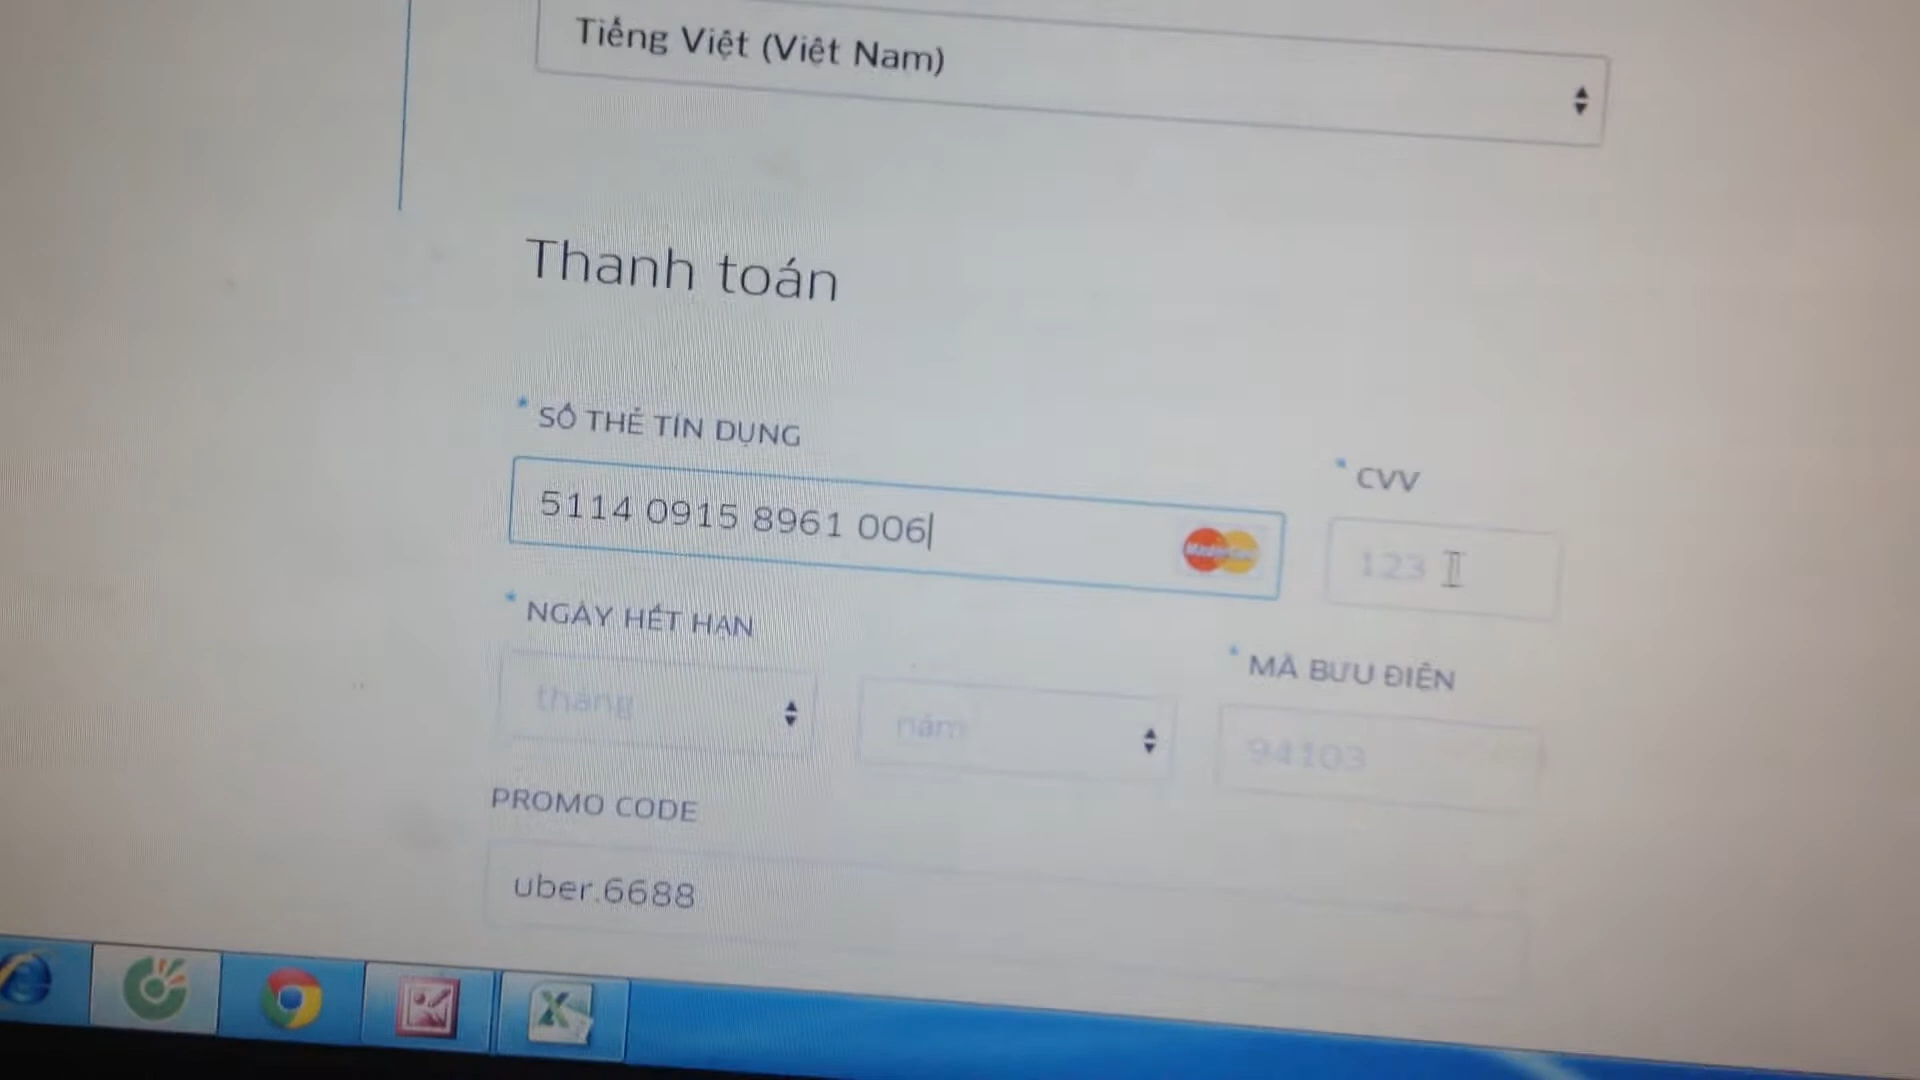 Tiếng Việt (Việt Nam)
Thanh toán
* SỐ THẺ TÍN DỤNG
* CVV
5114 0915 8961 006
MasterCard
123
* NGÀY HẾT HẠN
* MÃ BƯU ĐIỆN
tháng
năm
94103
PROMO CODE
uber.6688